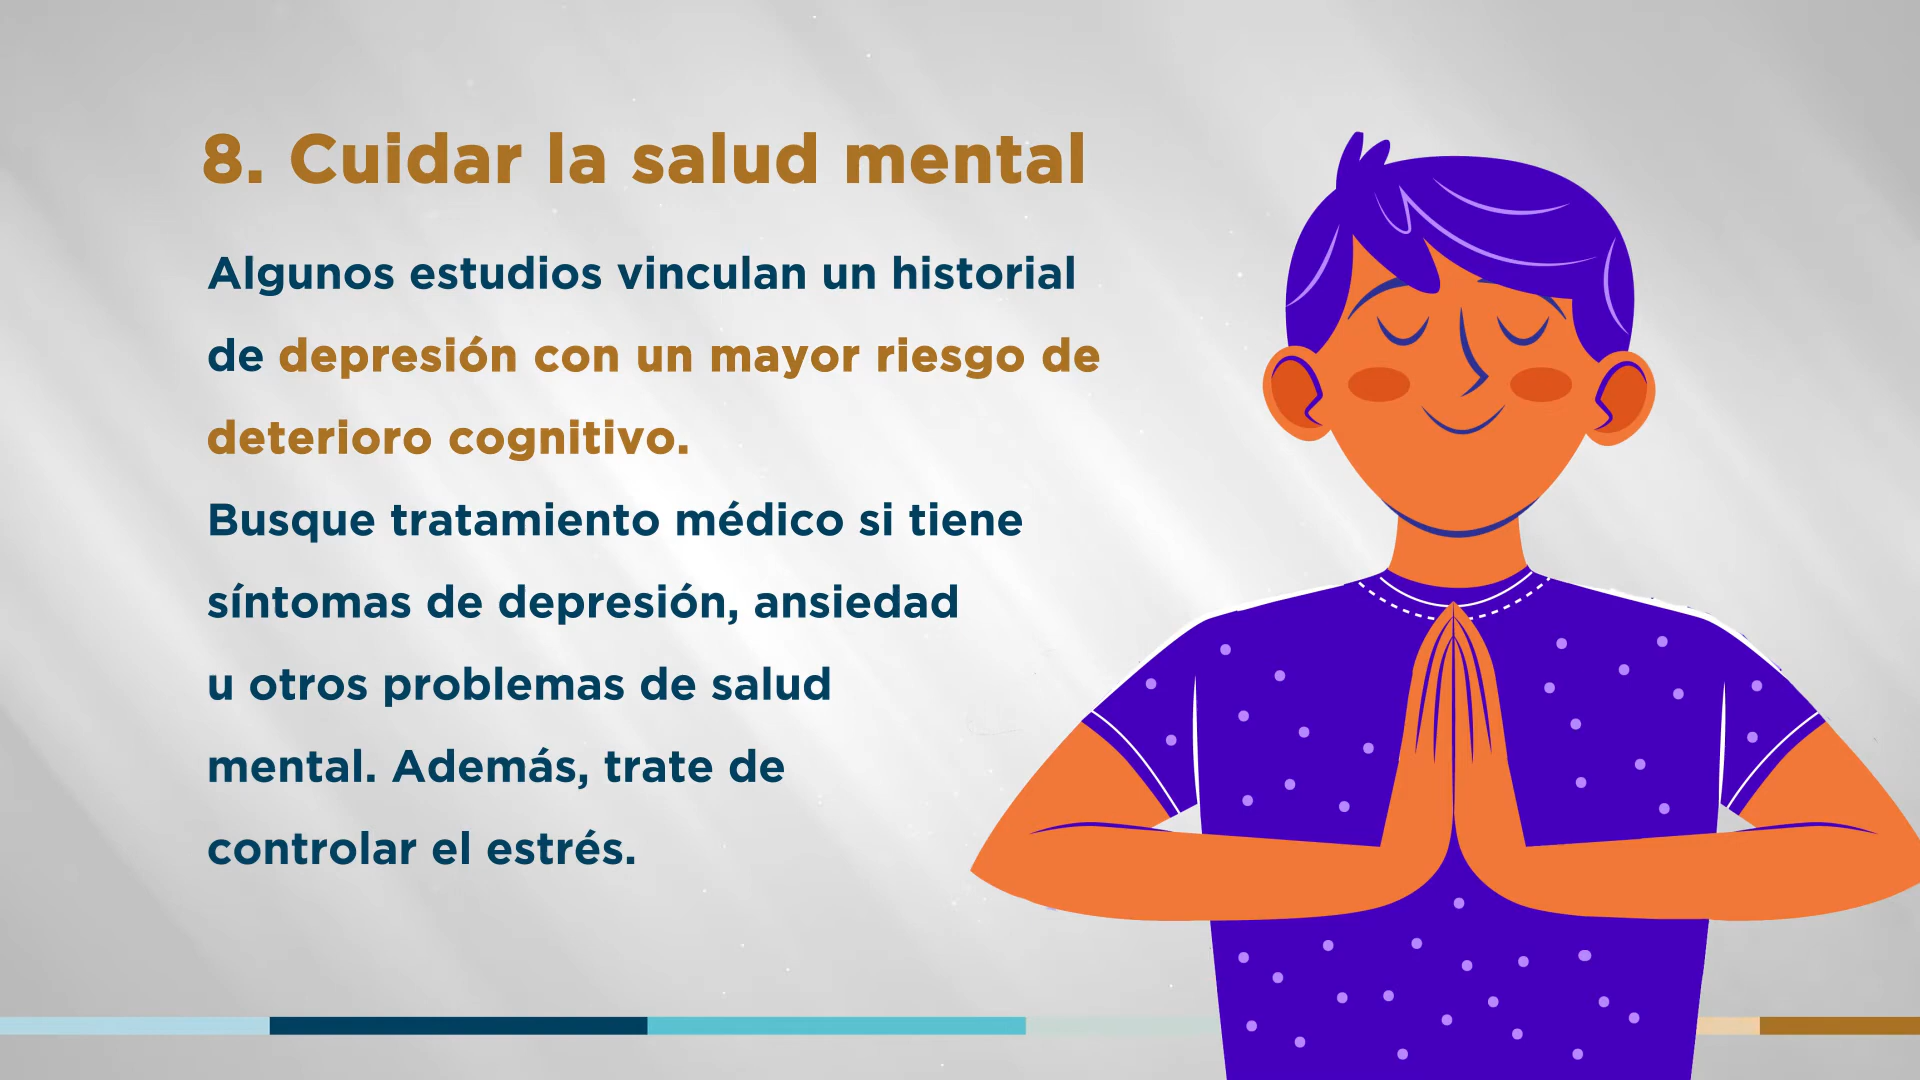 8. Cuidar la salud mental
Algunos estudios vinculan un historial
de depresión con un mayor riesgo de
deterioro cognitivo.
Busque tratamiento médico si tiene
síntomas de depresión, ansiedad
u otros problemas de salud
mental. Además, trate de
controlar el estrés.